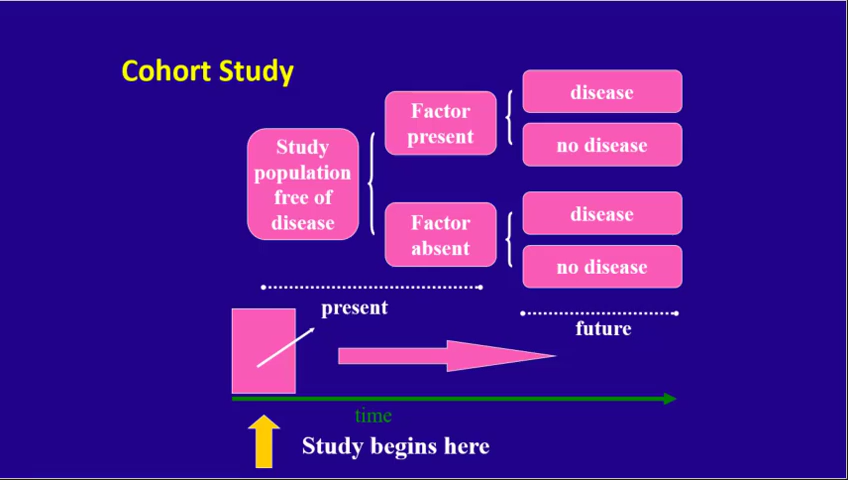 Cohort Study
Study
population
free of
disease
Factor
present
disease
no disease
Factor
absent
disease
no disease
present
future
time
Study begins here